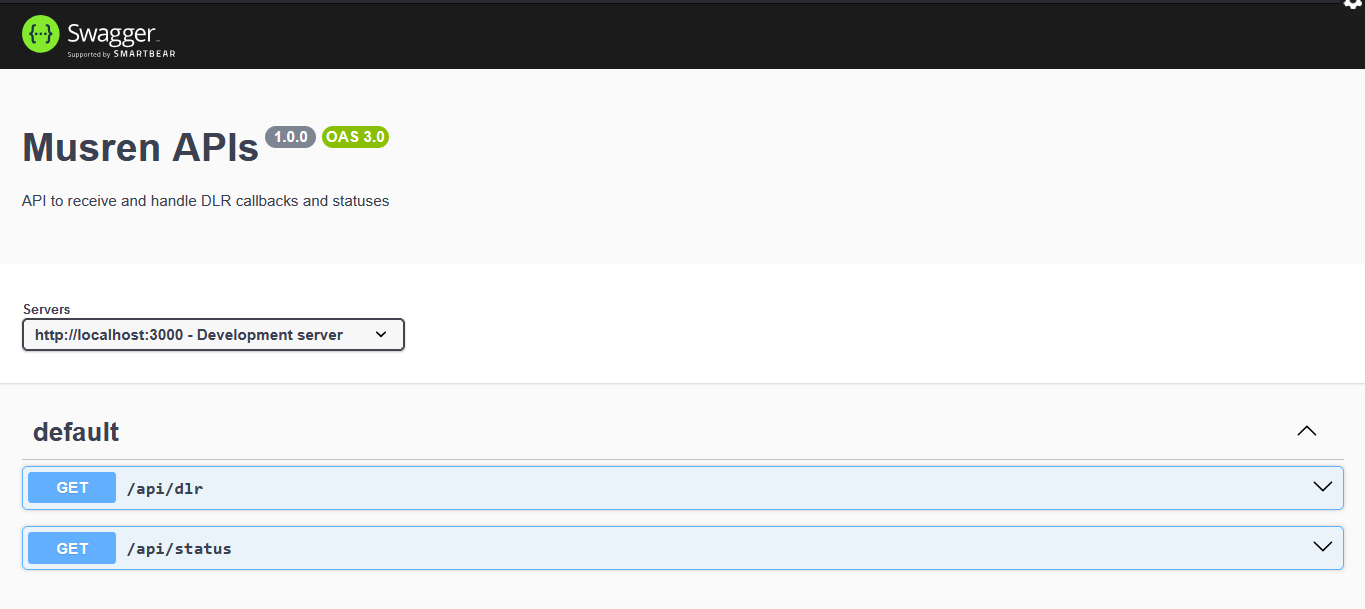 {···} Swagger
Supported by SMARTBEAR
Musren APIs 1.0.0 OAS 3.0
API to receive and handle DLR callbacks and statuses
Servers
http://localhost:3000 - Development server
default
GET /api/dlr
GET /api/status